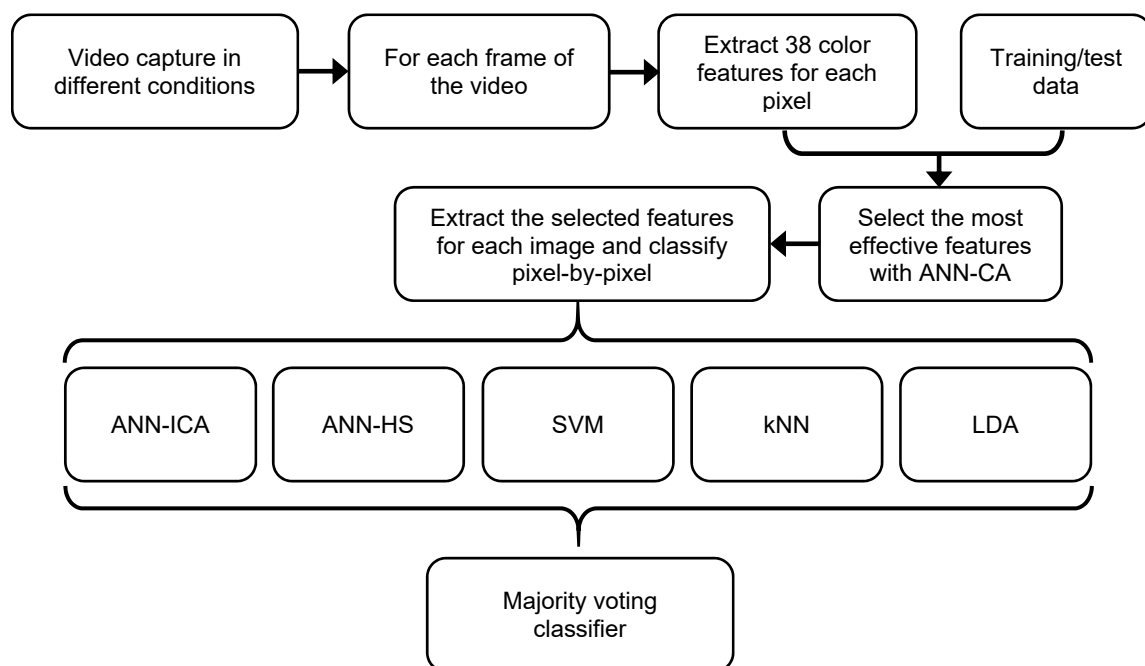 Video capture in
different conditions
For each frame of
the video
Extract 38 color
features for each
pixel
Training/test
data
Extract the selected features
for each image and classify
pixel-by-pixel
Select the most
effective features
with ANN-CA
ANN-ICA
ANN-HS
SVM
kNN
LDA
Majority voting
classifier